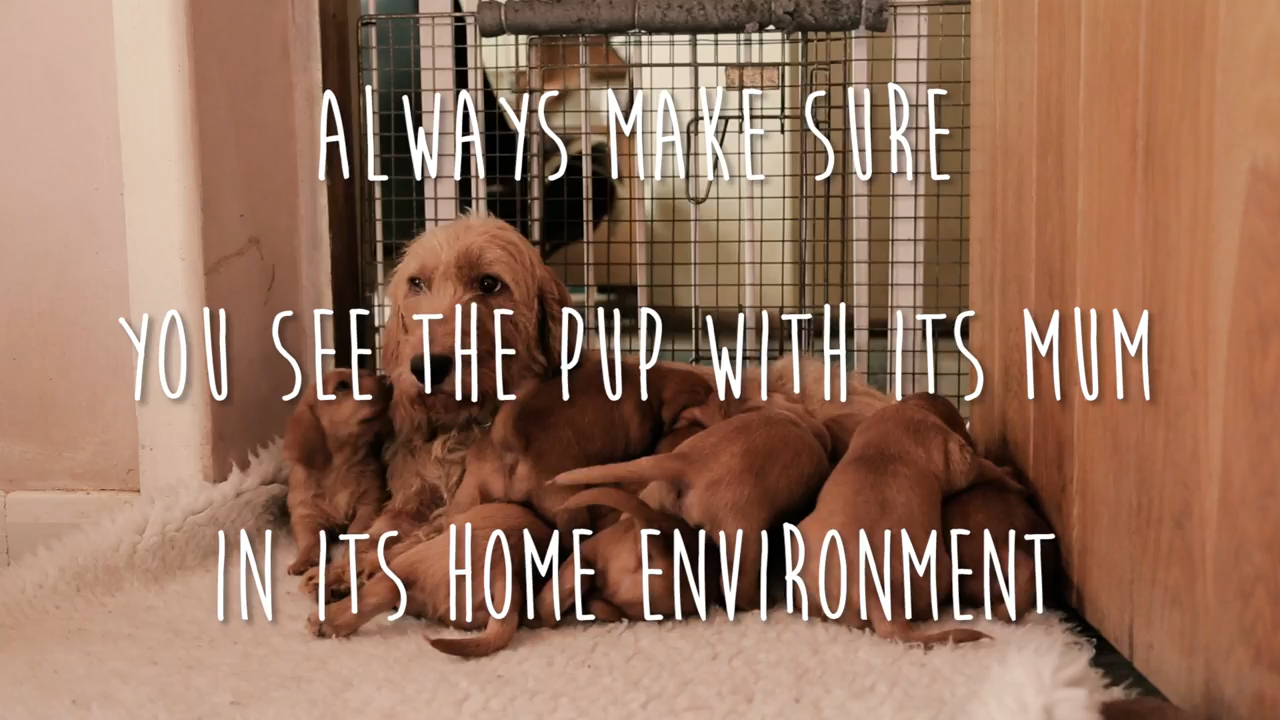 ALWAYS MAKE SURE
YOU SEE THE PUP WITH ITS MUM
IN ITS HOME ENVIRONMENT